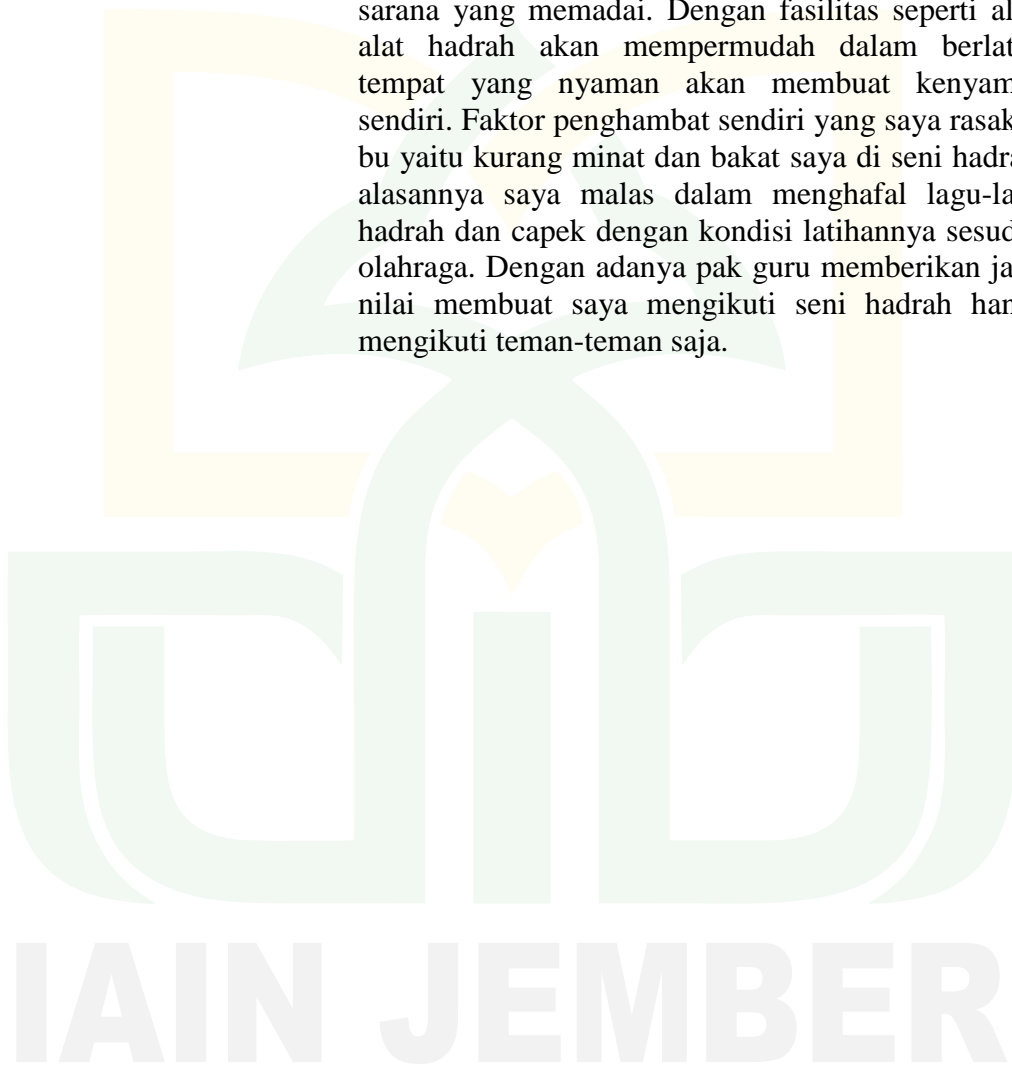 sarana yang memadai. Dengan fasilitas seperti al
alat hadrah akan mempermudah dalam berlat
tempat yang nyaman akan membuat kenyam
sendiri. Faktor penghambat sendiri yang saya rasak
bu yaitu kurang minat dan bakat saya di seni hadra
alasannya saya malas dalam menghafal lagu-la
hadrah dan capek dengan kondisi latihannya sesud
olahraga. Dengan adanya pak guru memberikan ja
nilai membuat saya mengikuti seni hadrah han
mengikuti teman-teman saja.
IAIN JEMBER